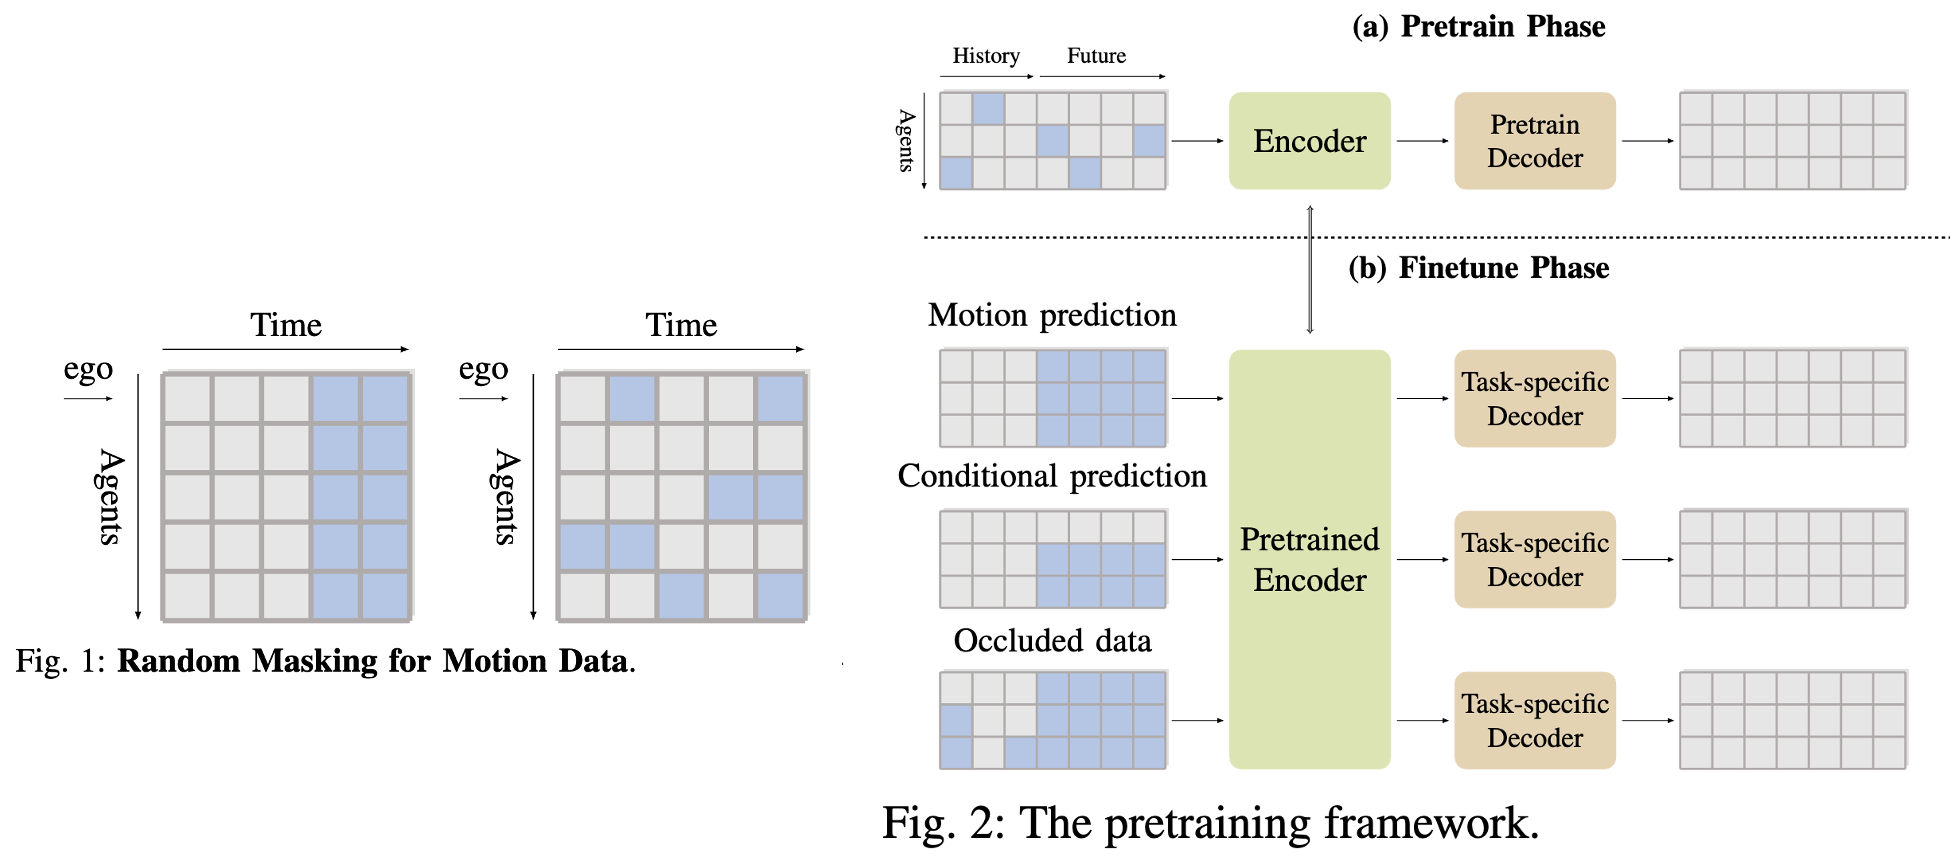 Time
ego
Agents
Time
ego
Agents
Fig. 1: Random Masking for Motion Data.
(a) Pretrain Phase
History
Future
Agents
Encoder
Pretrain
Decoder
(b) Finetune Phase
Motion prediction
Task-specific
Decoder
Conditional prediction
Pretrained
Encoder
Task-specific
Decoder
Occluded data
Task-specific
Decoder
Fig. 2: The pretraining framework.